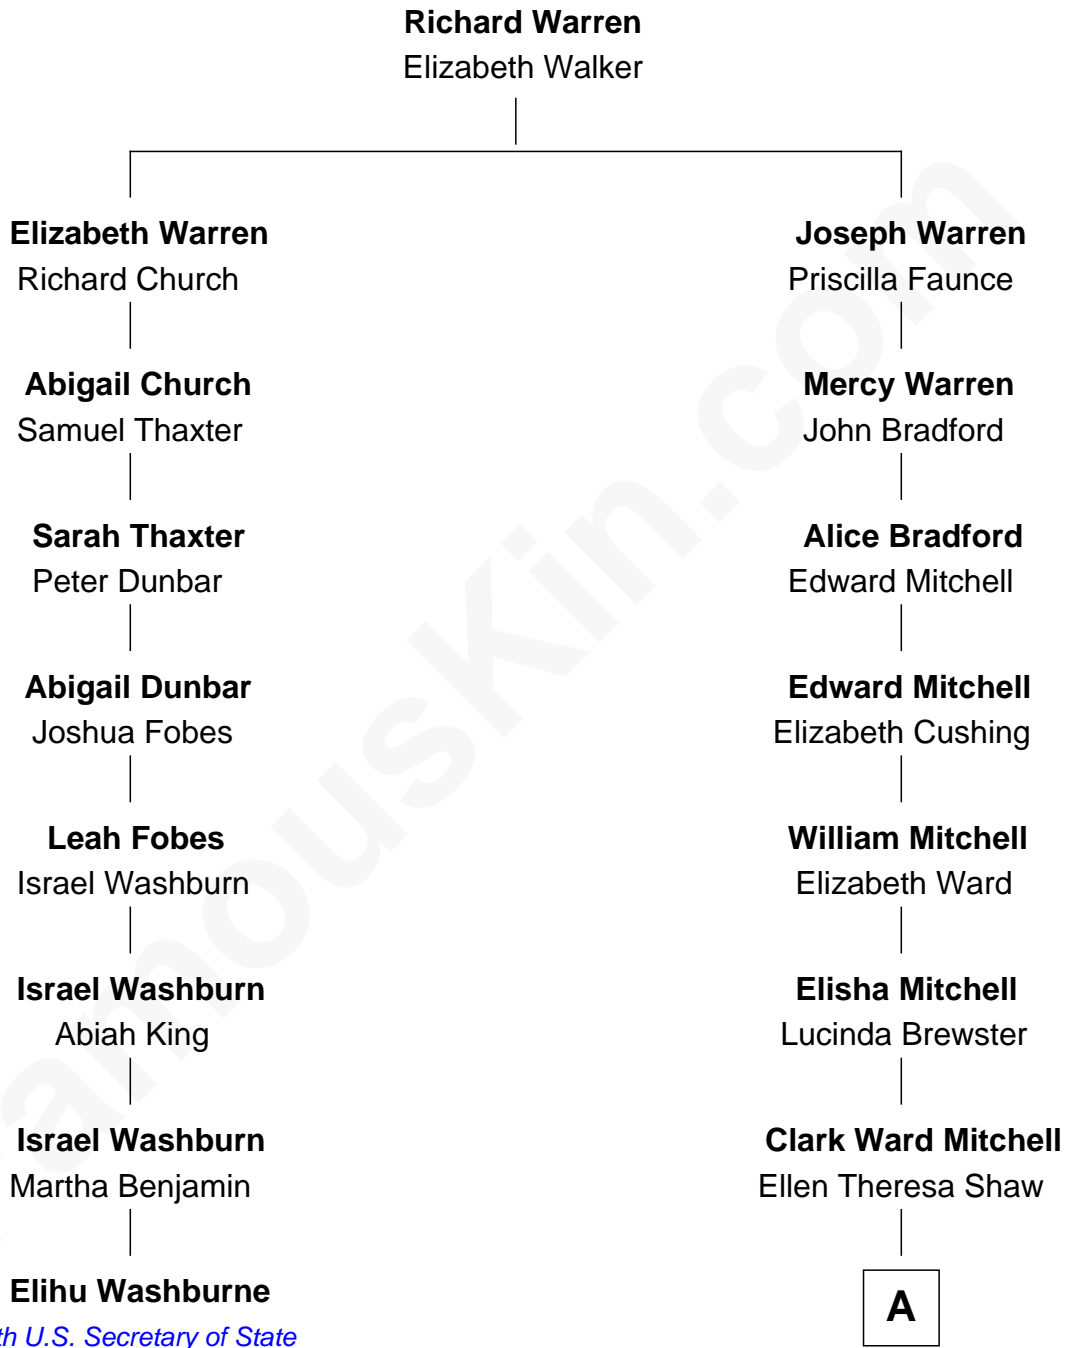 Richard Warren
Elizabeth Walker
Elizabeth Warren
Richard Church
Joseph Warren
Priscilla Faunce
Abigail Church
Samuel Thaxter
Mercy Warren
John Bradford
Sarah Thaxter
Peter Dunbar
Alice Bradford
Edward Mitchell
Abigail Dunbar
Joshua Fobes
Edward Mitchell
Elizabeth Cushing
Leah Fobes
Israel Washburn
William Mitchell
Elizabeth Ward
Israel Washburn
Abiah King
Elisha Mitchell
Lucinda Brewster
Israel Washburn
Martha Benjamin
Clark Ward Mitchell
Ellen Theresa Shaw
Elihu Washburne
th U.S. Secretary of State
A
amouskin.com